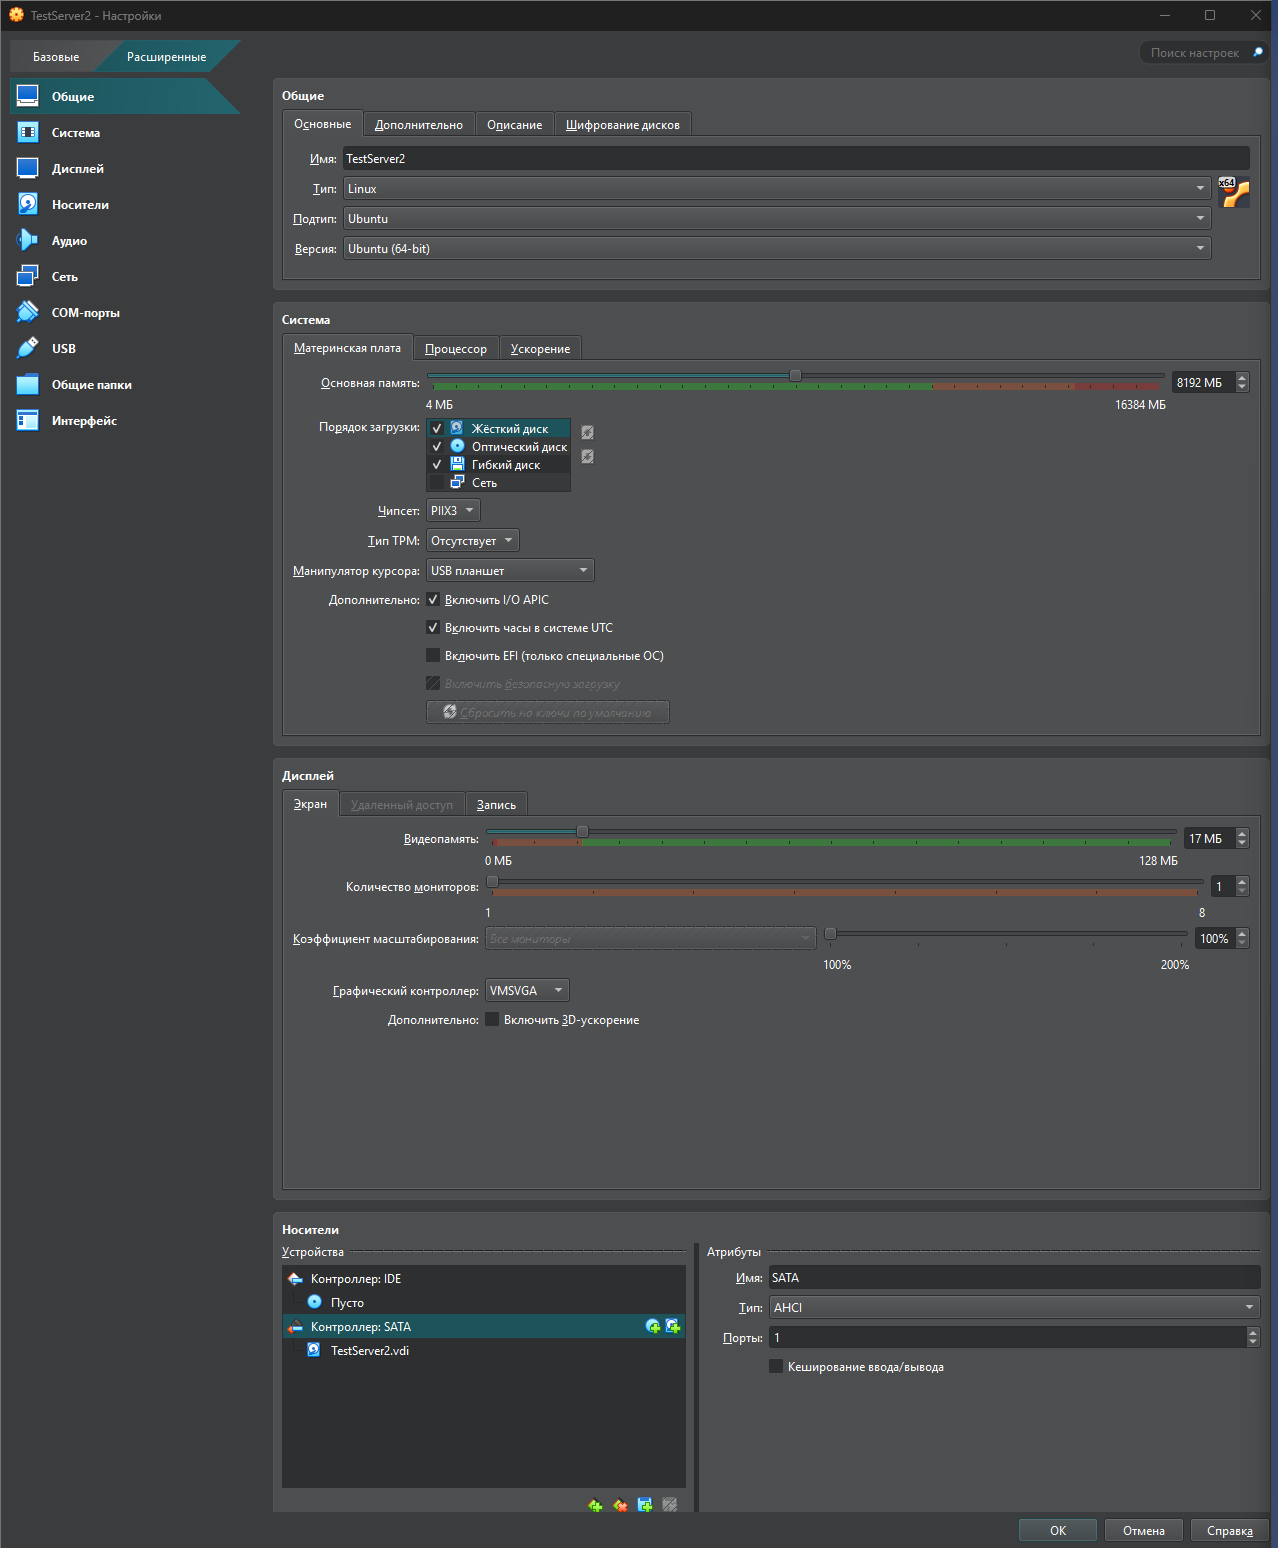 TestServer2 - Настройки
Базовые
Расширенные
Поиск настроек
Общие
Система
Дисплей
Носители
Аудио
Сеть
COM-порты
USB
Общие папки
Интерфейс
Общие
Основные
Дополнительно
Описание
Шифрование дисков
Имя: TestServer2
Тип: Linux
x64
Подтип: Ubuntu
Версия: Ubuntu (64-bit)
Система
Материнская плата
Процессор
Ускорение
Основная память: 8192 МБ
4 МБ 16384 МБ
Порядок загрузки: Жёсткий диск
Оптический диск
Гибкий диск
Сеть
Чипсет: PIIX3
Тип TPM: Отсутствует
Манипулятор курсора: USB планшет
Дополнительно: Включить I/O APIC
Включить часы в системе UTC
Включить EFI (только специальные ОС)
Включить безопасную загрузку
Сбросить на ключи по умолчанию
Дисплей
Экран
Удаленный доступ
Запись
Видеопамять: 17 МБ
0 МБ 128 МБ
Количество мониторов: 1
1 8
Коэффициент масштабирования: Все мониторы 100%
100% 200%
Графический контроллер: VMSVGA
Дополнительно: Включить 3D-ускорение
Носители
Устройства
Контроллер: IDE
Пусто
Контроллер: SATA
TestServer2.vdi
Атрибуты
Имя: SATA
Тип: AHCI
Порты: 1
Кеширование ввода/вывода
OK
Отмена
Справка